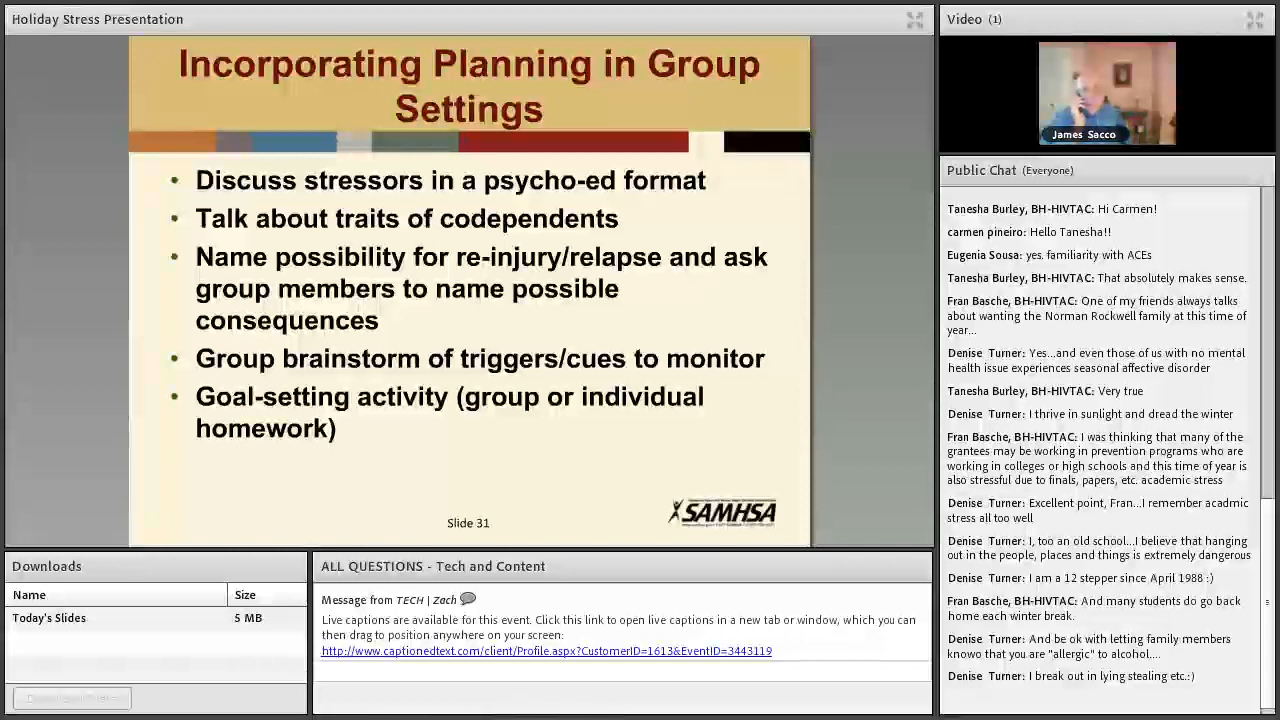 Holiday Stress Presentation
Incorporating Planning in Group
Settings
• Discuss stressors in a psycho-ed format
• Talk about traits of codependents
• Name possibility for re-injury/relapse and ask
group members to name possible
consequences
• Group brainstorm of triggers/cues to monitor
• Goal-setting activity (group or individual
homework)
Slide 31
SAMHSA
Downloads
Name Size
Today's Slides 5 MB
ALL QUESTIONS - Tech and Content
Message from TECH | Zach
Live captions are available for this event. Click this link to open live captions in a new tab or window, which you can
then drag to position anywhere on your screen:
http://www.captionedtext.com/client/Profile.aspx?CustomerID=1613&EventID=3443119
Video (1)
James Sacco
Public Chat (Everyone)
Tanesha Burley, BH-HIVTAC: Hi Carmen!
carmen pineiro: Hello Tanesha!!
Eugenia Sousa: yes. familiarity with ACEs
Tanesha Burley, BH-HIVTAC: That absolutely makes sense.
Fran Basche, BH-HIVTAC: One of my friends always talks
about wanting the Norman Rockwell family at this time of
year...
Denise Turner: Yes...and even those of us with no mental
health issue experiences seasonal affective disorder
Tanesha Burley, BH-HIVTAC: Very true
Denise Turner: I thrive in sunlight and dread the winter
Fran Basche, BH-HIVTAC: I was thinking that many of the
grantees may be working in prevention programs who are
working in colleges or high schools and this time of year is
also stressful due to finals, papers, etc. academic stress
Denise Turner: Excellent point, Fran...I remember acadmic
stress all too well
Denise Turner: I, too an old school...I believe that hanging
out in the people, places and things is extremely dangerous
Denise Turner: I am a 12 stepper since April 1988 :)
Fran Basche, BH-HIVTAC: And many students do go back
home each winter break.
Denise Turner: And be ok with letting family members
knowo that you are "allergic" to alcohol....
Denise Turner: I break out in lying stealing etc.:)